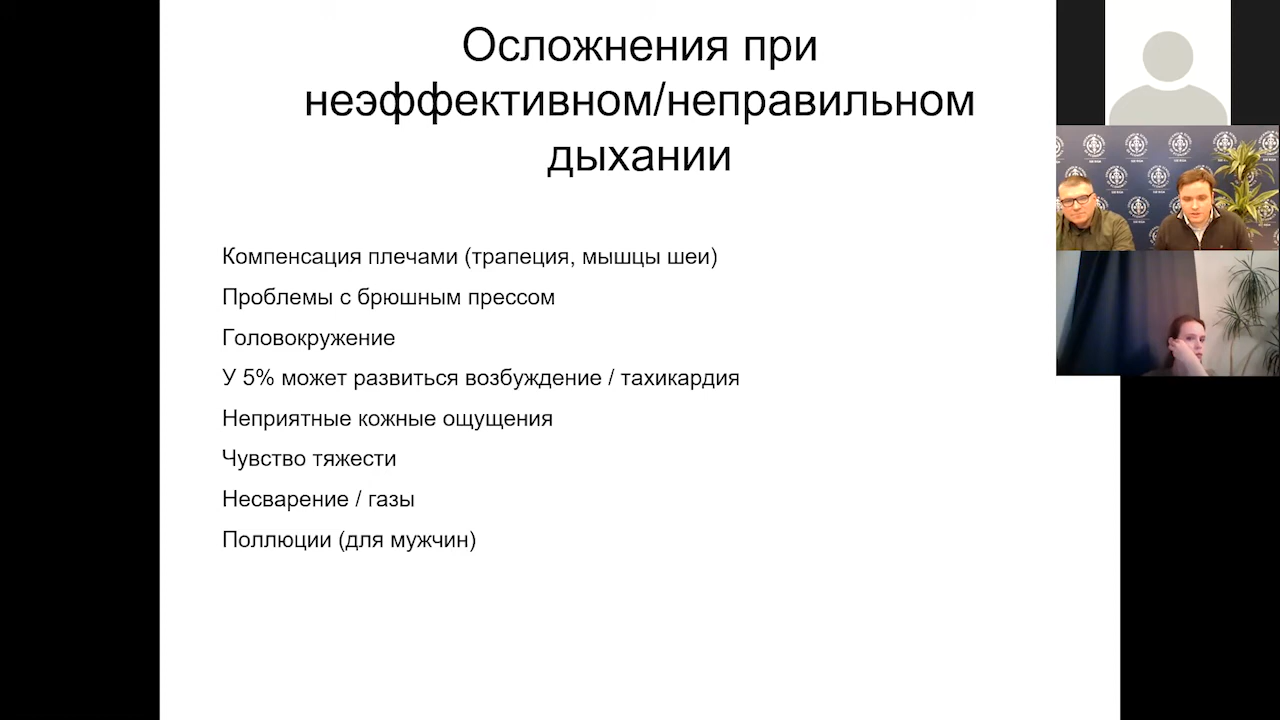 Осложнения при
неэффективном/неправильном
дыхании
Компенсация плечами (трапеция, мышцы шеи)
Проблемы с брюшным прессом
Головокружение
У 5% может развиться возбуждение / тахикардия
Неприятные кожные ощущения
Чувство тяжести
Несварение / газы
Поллюции (для мужчин)